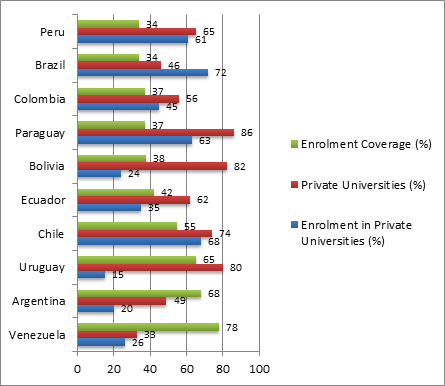 Peru 34 65 61
Brazil 34 46 72
Colombia 37 56 45
Paraguay 37 86 63
Bolivia 38 82 24
Ecuador 42 62 35
Chile 55 74 68
Uruguay 65 80 15
Argentina 68 49 20
Venezuela 78 33 26
0 20 40 60 80 100
Enrolment Coverage (%)
Private Universities (%)
Enrolment in Private
Universities (%)